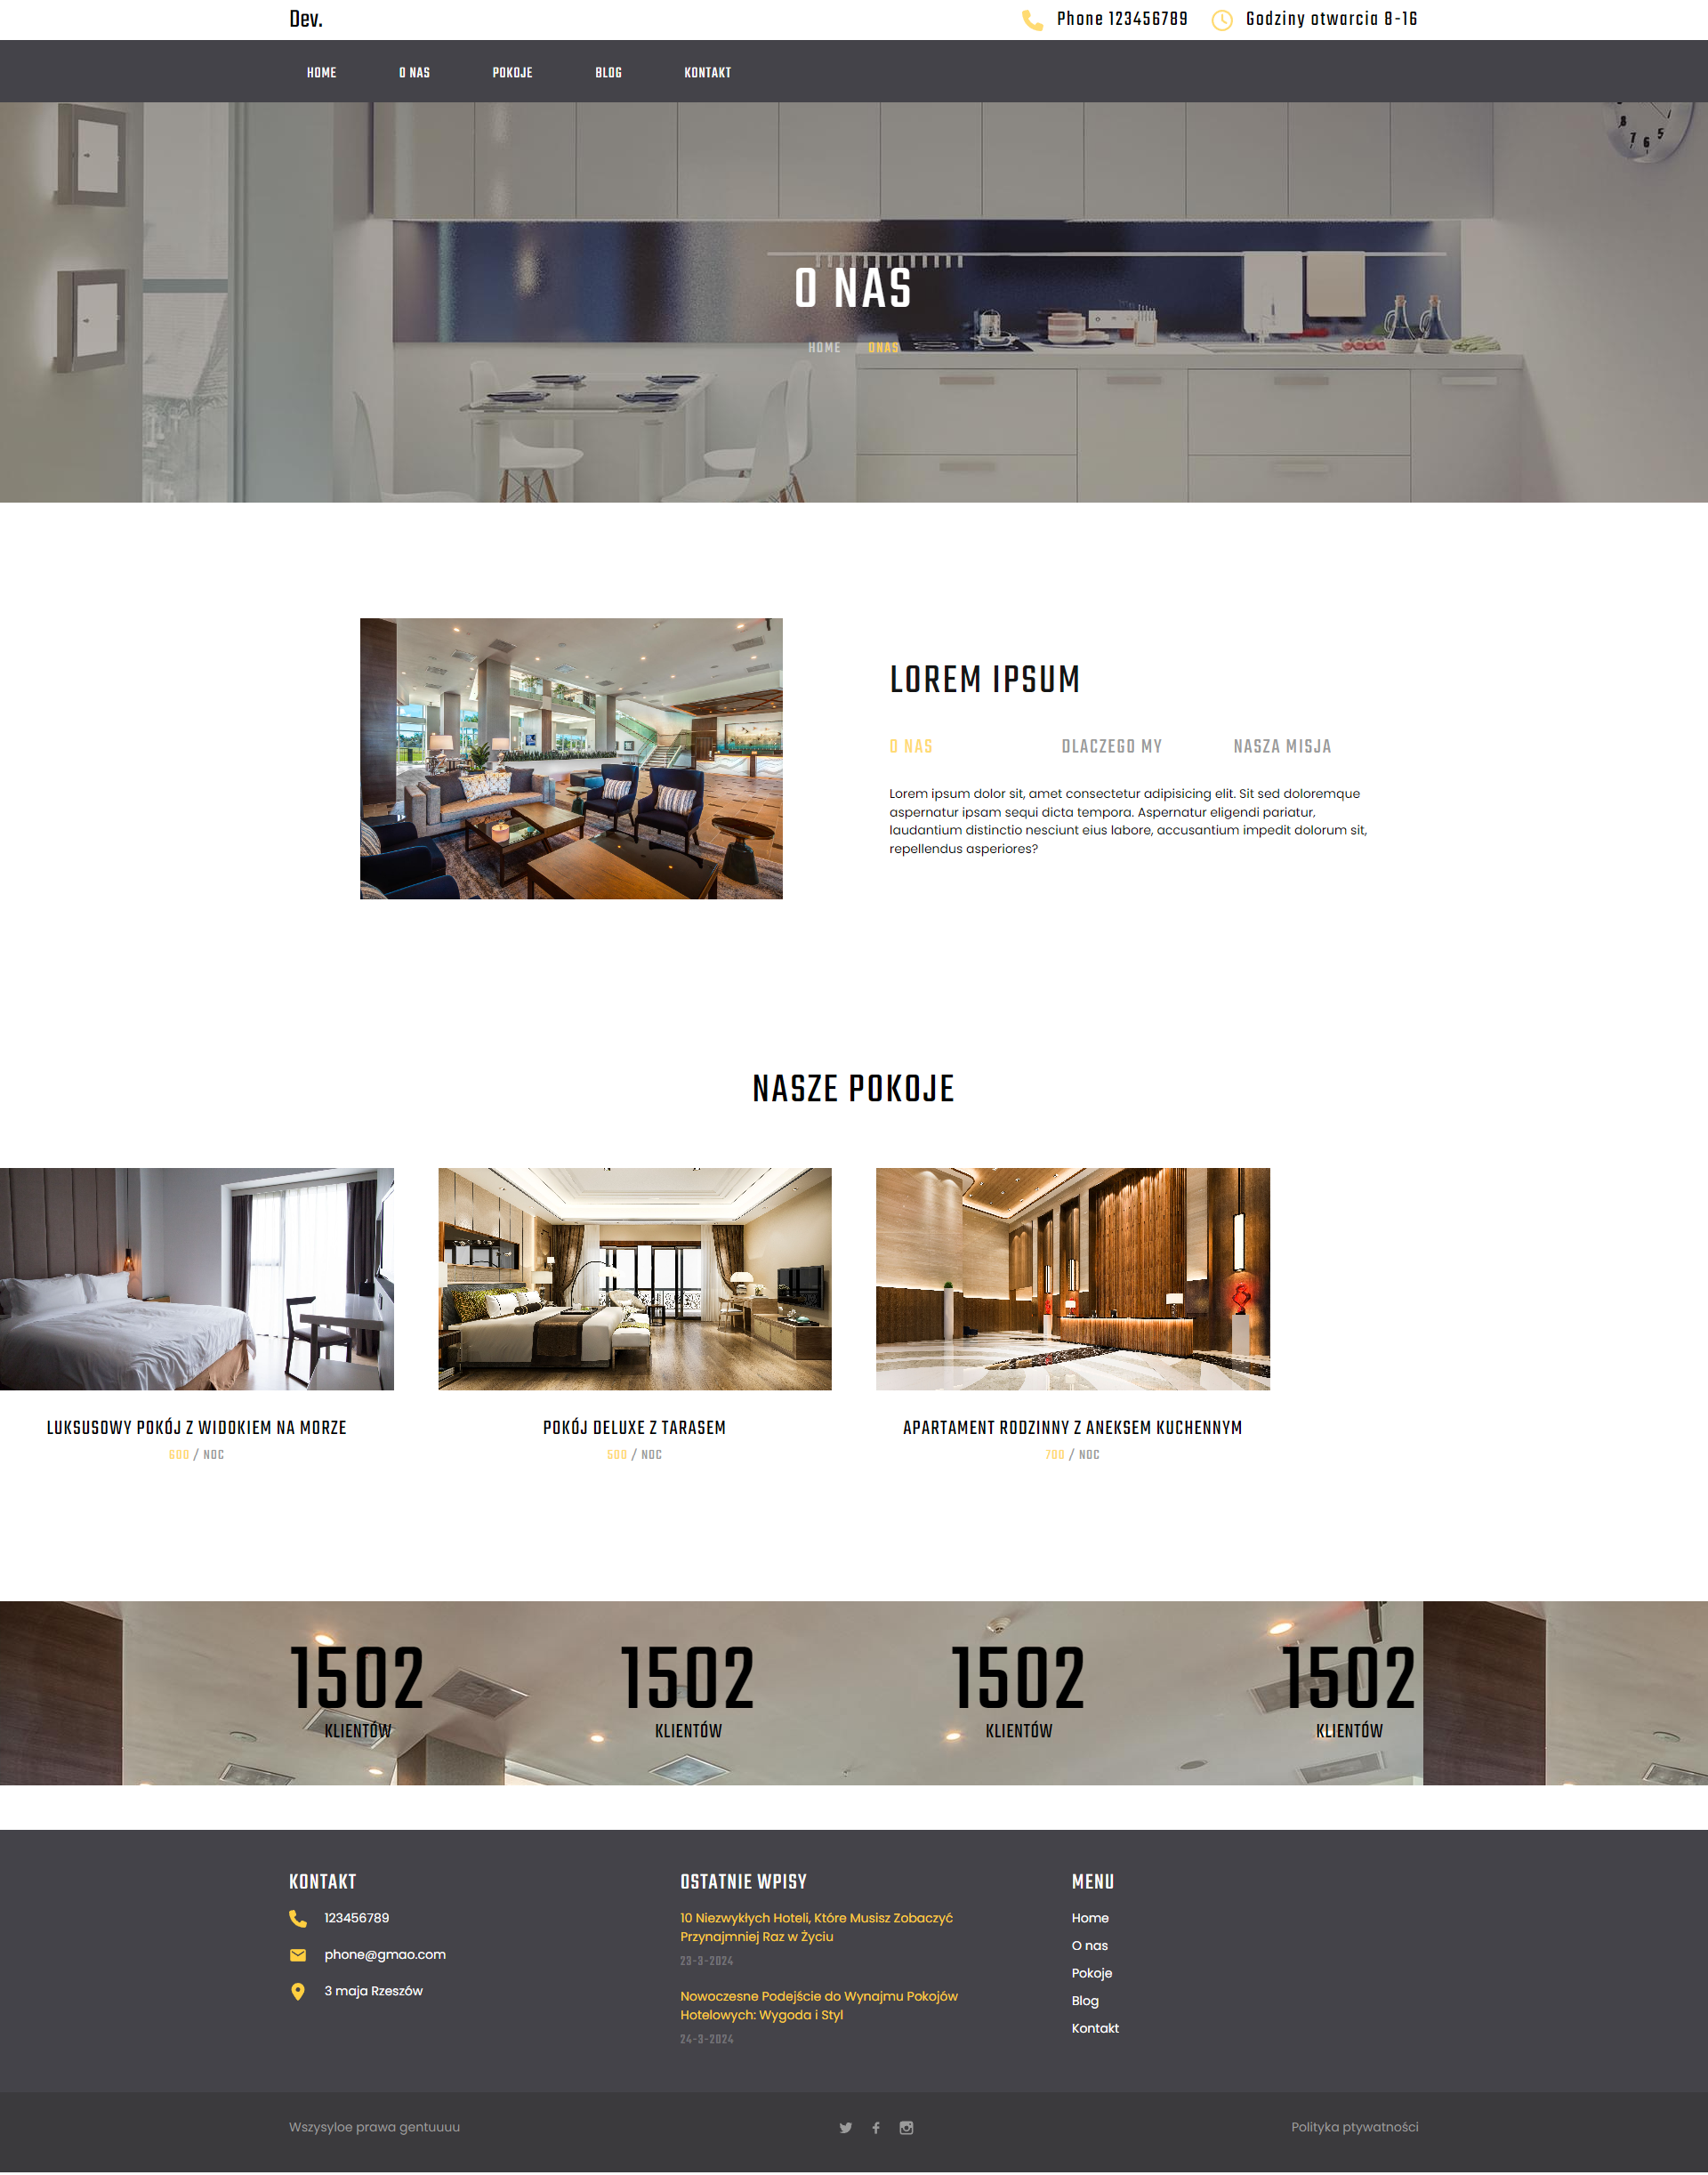 Dev.
Phone 123456789
Godziny otwarcia 8-16
HOME
O NAS
POKOJE
BLOG
KONTAKT
8 7 6 5
O NAS
HOME
ONAS
LOREM IPSUM
O NAS
DLACZEGO MY
NASZA MISJA
Lorem ipsum dolor sit, amet consectetur adipisicing elit. Sit sed doloremque
aspernatur ipsam sequi dicta tempora. Aspernatur eligendi pariatur,
laudantium distinctio nesciunt eius labore, accusantium impedit dolorum sit,
repellendus asperiores?
NASZE POKOJE
LUKSUSOWY POKÓJ Z WIDOKIEM NA MORZE
600 / NOC
POKÓJ DELUXE Z TARASEM
500 / NOC
APARTAMENT RODZINNY Z ANEKSEM KUCHENNYM
700 / NOC
1502
KLIENTÓW
1502
KLIENTÓW
1502
KLIENTÓW
1502
KLIENTÓW
KONTAKT
123456789
phone@gmao.com
3 maja Rzeszów
OSTATNIE WPISY
10 Niezwykłych Hoteli, Które Musisz Zobaczyć
Przynajmniej Raz w Życiu
23-3-2024
Nowoczesne Podejście do Wynajmu Pokojów
Hotelowych: Wygoda i Styl
24-3-2024
MENU
Home
O nas
Pokoje
Blog
Kontakt
Wszysyloe prawa gentuuuu
Polityka ptywatności